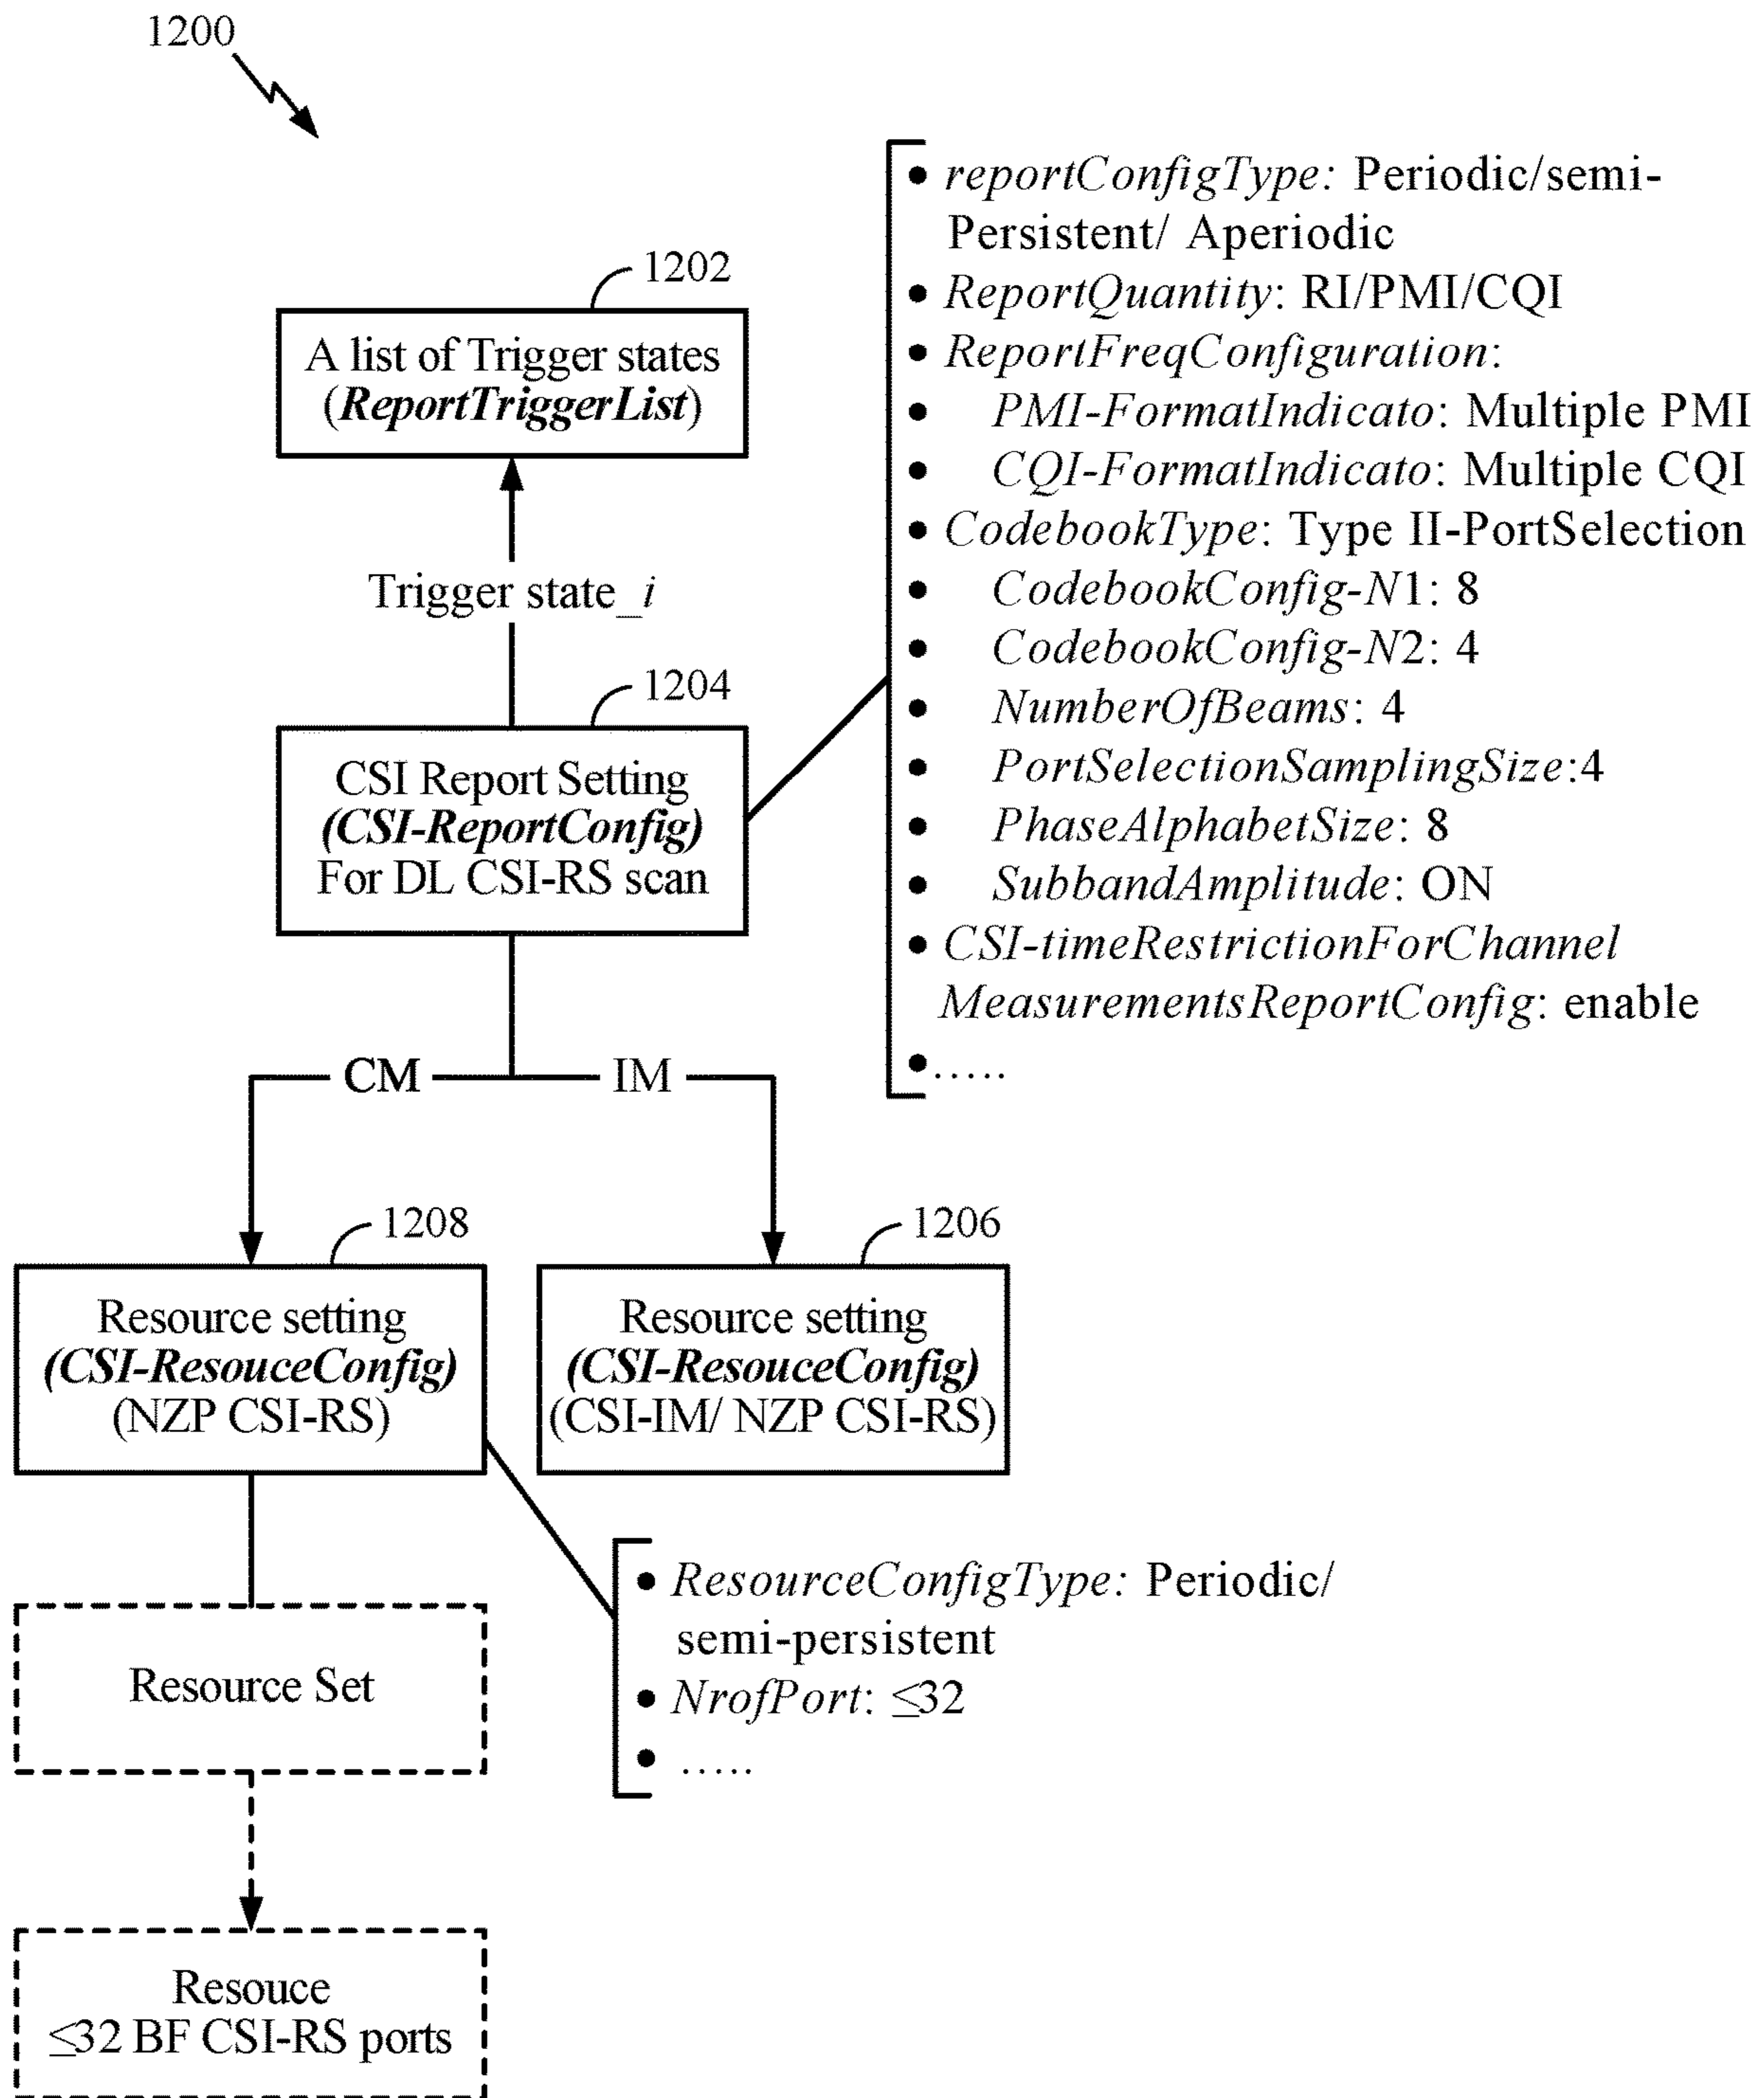 1200
1202
A list of Trigger states
(ReportTriggerList)
Trigger state_i
1204
CSI Report Setting
(CSI-ReportConfig)
For DL CSI-RS scan
• reportConfigType: Periodic/semi-
Persistent/ Aperiodic
• ReportQuantity: RI/PMI/CQI
• ReportFreqConfiguration:
• PMI-FormatIndicato: Multiple PMI
• CQI-FormatIndicato: Multiple CQI
• CodebookType: Type II-PortSelection
• CodebookConfig-N1: 8
• CodebookConfig-N2: 4
• NumberOfBeams: 4
• PortSelectionSamplingSize:4
• PhaseAlphabetSize: 8
• SubbandAmplitude: ON
• CSI-timeRestrictionForChannel
MeasurementsReportConfig: enable
• .....
CM
IM
1208
Resource setting
(CSI-ResouceConfig)
(NZP CSI-RS)
1206
Resource setting
(CSI-ResouceConfig)
(CSI-IM/ NZP CSI-RS)
• ResourceConfigType: Periodic/
semi-persistent
• NrofPort: ≤32
• .....
Resource Set
Resouce
≤32 BF CSI-RS ports